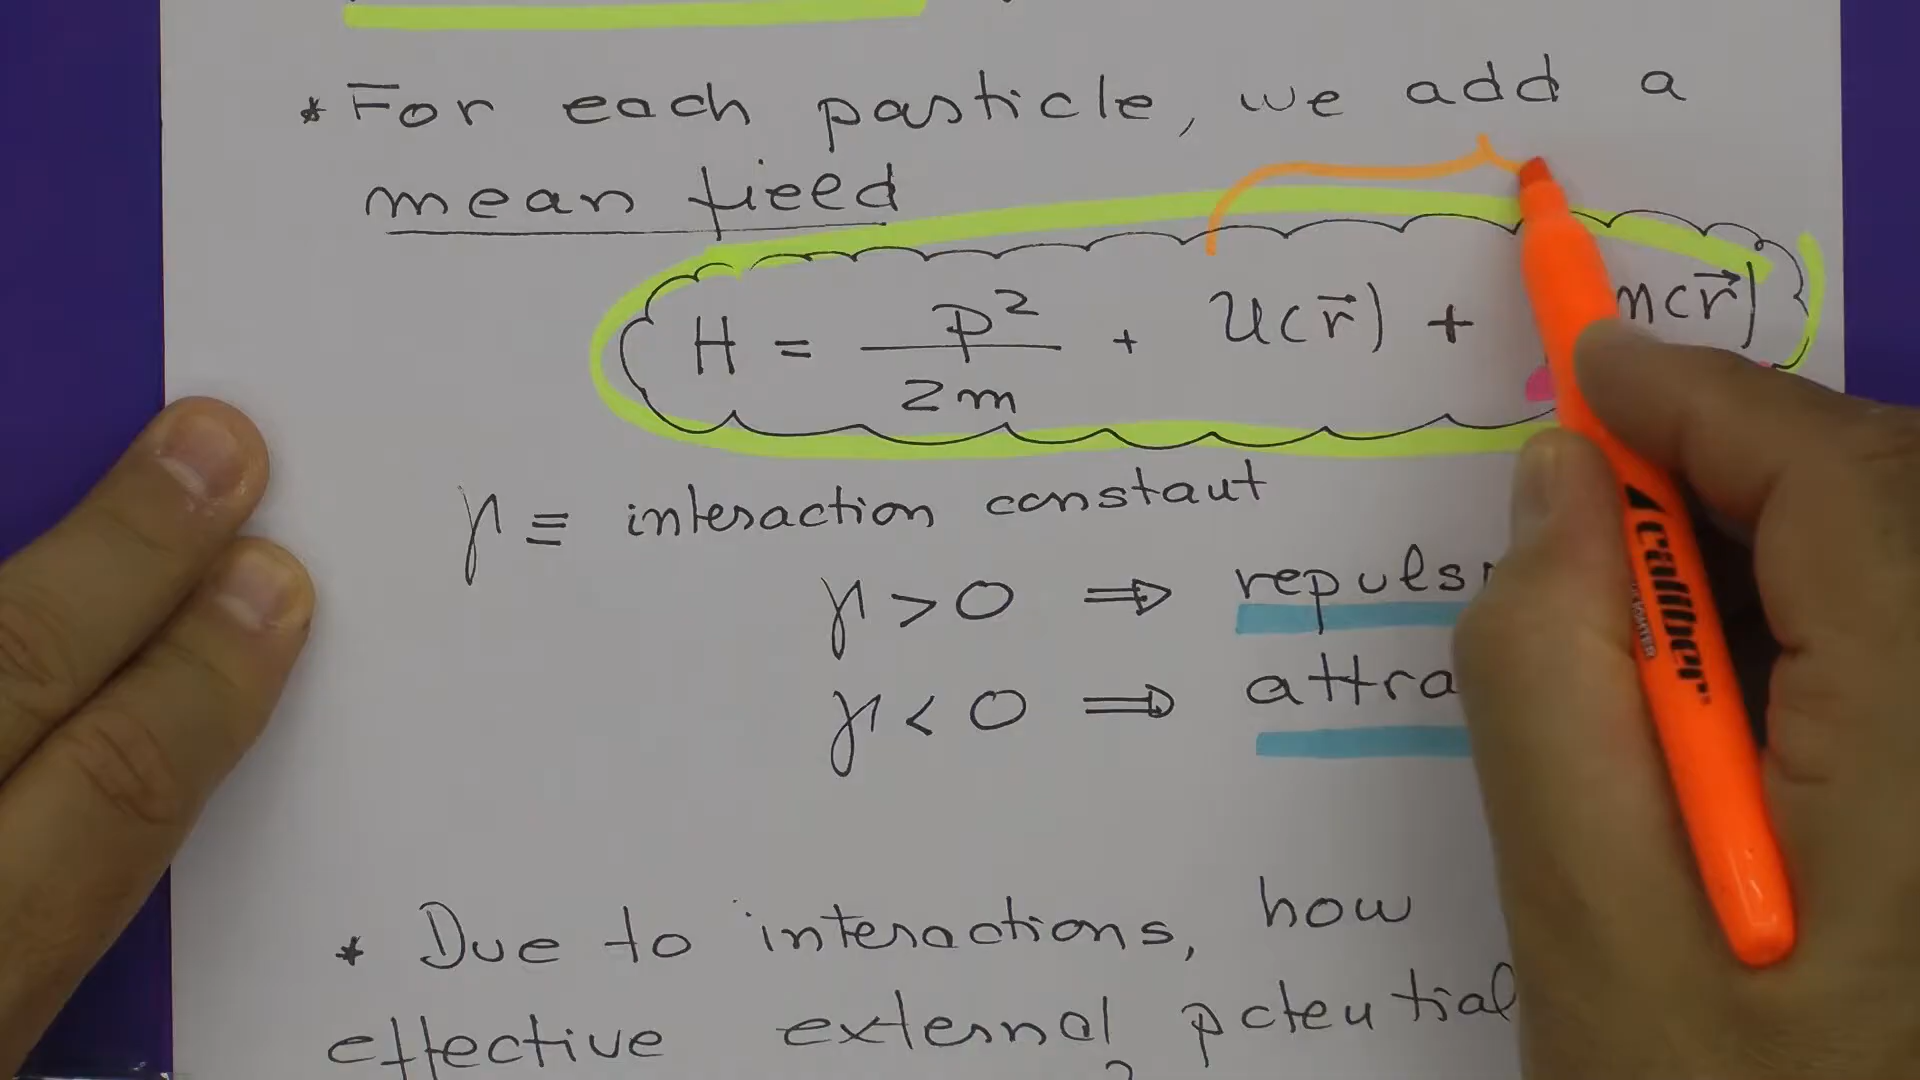 * For each particle, we add a
mean field
H = p² / 2m + U(r⃗) + n(r⃗)
γ ≡ interaction constant
γ > 0 ⇒ repuls
γ < 0 ⇒ attra
* Due to interactions, how
effective external potential
?
caliber